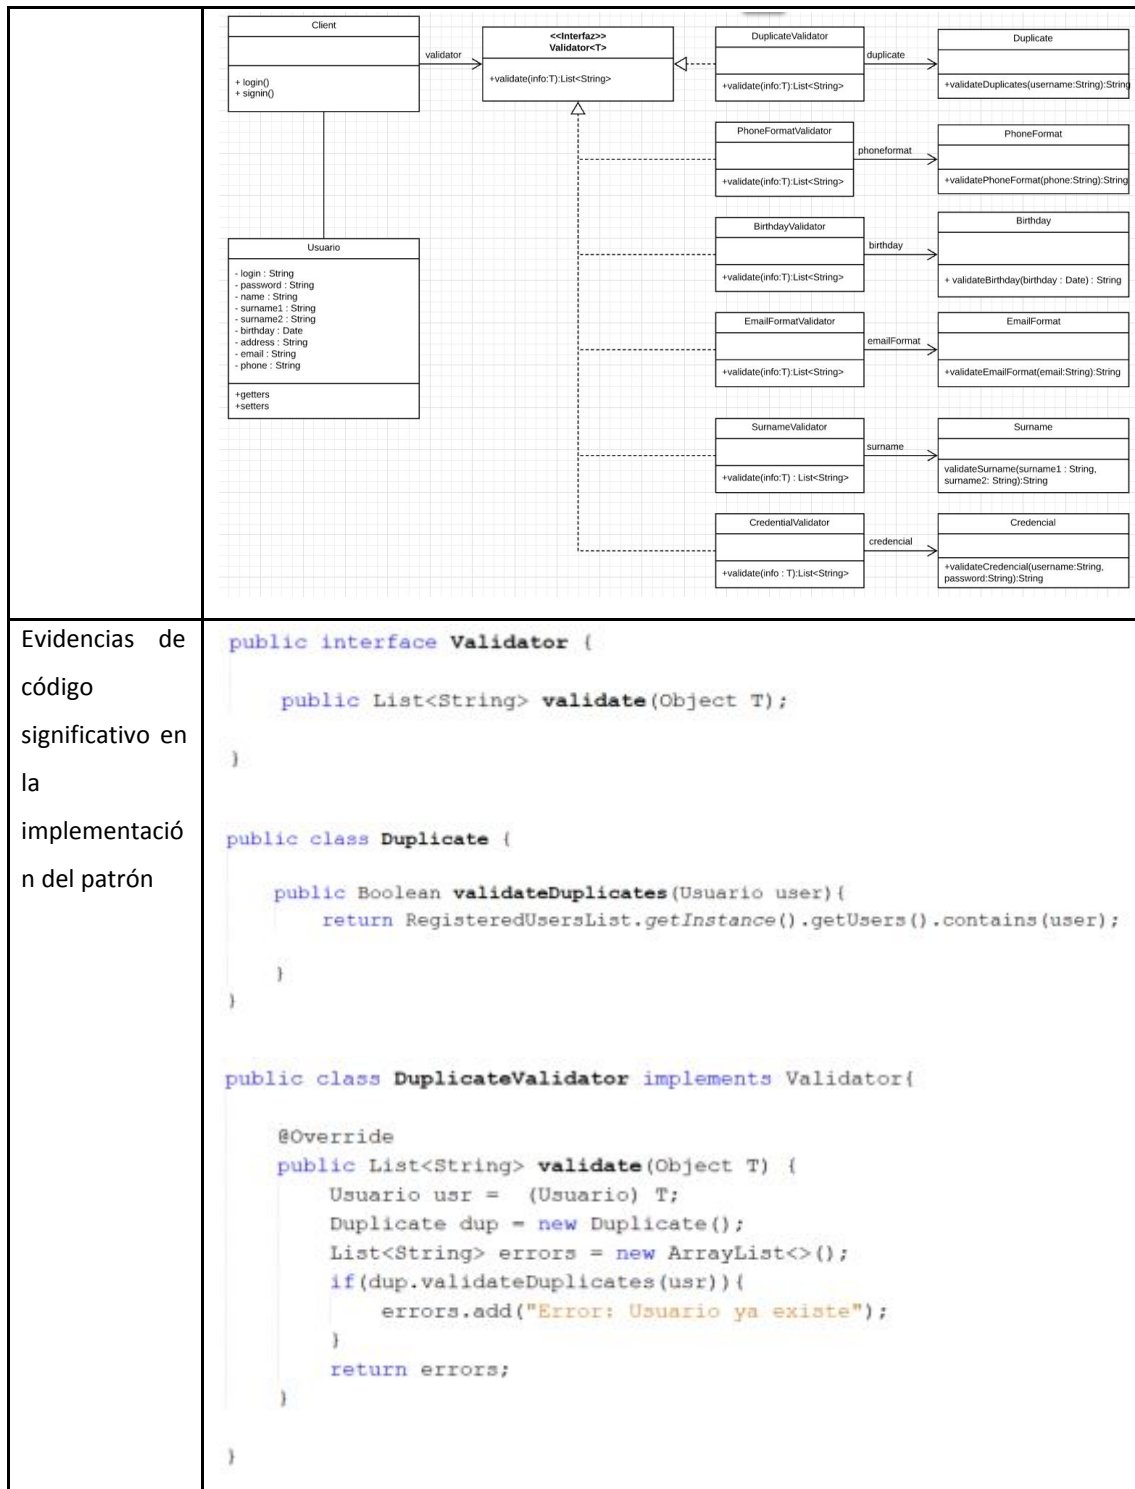 Client
+ login()
+ signin()
validator
<<Interfaz>>
Validator<T>
+validate(info:T):List<String>
DuplicateValidator
+validate(info:T):List<String>
duplicate
Duplicate
+validateDuplicates(username:String):String
PhoneFormatValidator
+validate(info:T):List<String>
phoneformat
PhoneFormat
+validatePhoneFormat(phone:String):String
Usuario
- login : String
- password : String
- name : String
- surname1 : String
- surname2 : String
- birthday : Date
- address : String
- email : String
- phone : String
+getters
+setters
BirthdayValidator
+validate(info:T):List<String>
birthday
Birthday
+ validateBirthday(birthday : Date) : String
EmailFormatValidator
+validate(info:T):List<String>
emailFormat
EmailFormat
+validateEmailFormat(email:String):String
SurnameValidator
+validate(info:T) : List<String>
surname
Surname
validateSurname(surname1 : String,
surname2: String):String
CredentialValidator
+validate(info : T):List<String>
credencial
Credencial
+validateCredencial(username:String,
password:String):String
Evidencias de
código
significativo en
la
implementació
n del patrón
public interface Validator {
public List<String> validate(Object T);
}
public class Duplicate {
public Boolean validateDuplicates(Usuario user){
return RegisteredUsersList.getInstance().getUsers().contains(user);
}
}
public class DuplicateValidator implements Validator{
@Override
public List<String> validate(Object T) {
Usuario usr =  (Usuario) T;
Duplicate dup = new Duplicate();
List<String> errors = new ArrayList<>();
if(dup.validateDuplicates(usr)){
errors.add("Error: Usuario ya existe");
}
return errors;
}
}